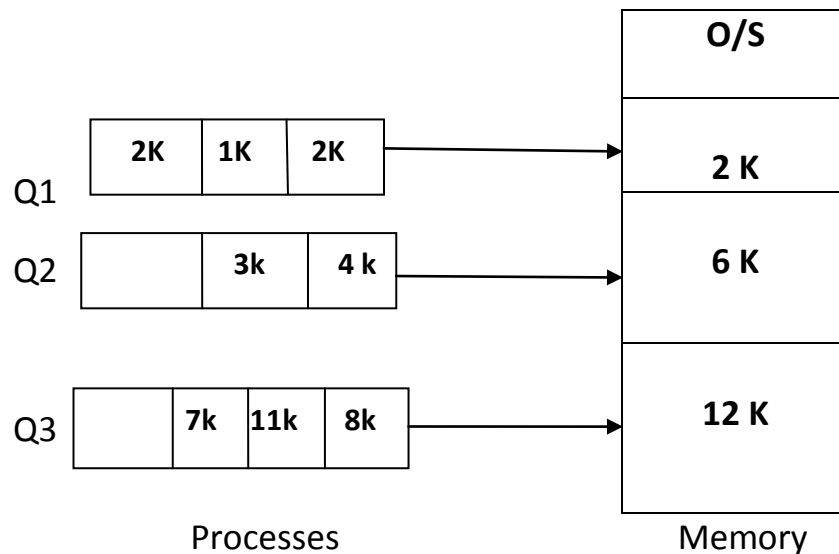 O/S
2K 1K 2K
2 K
Q1
Q2
3k 4 k
6 K
Q3
7k 11k 8k
12 K
Processes
Memory